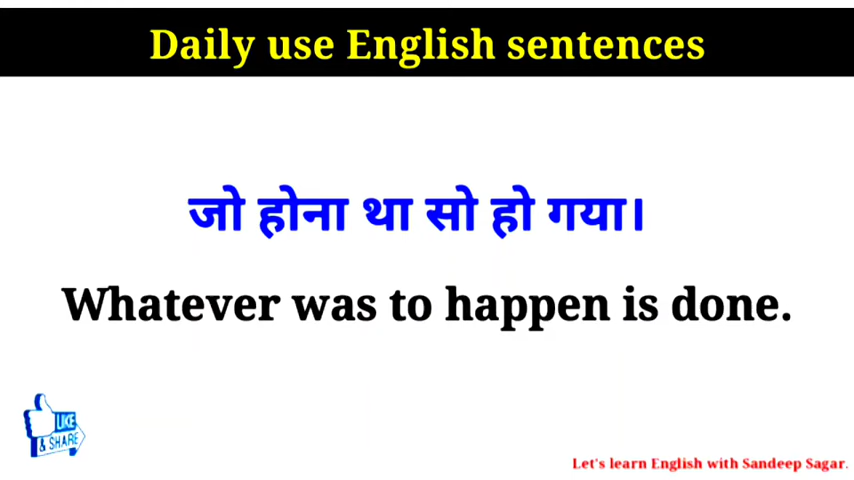 Daily use English sentences
जो होना था सो हो गया।
Whatever was to happen is done.
LIKE
& SHARE
Let's learn English with Sandeep Sagar.